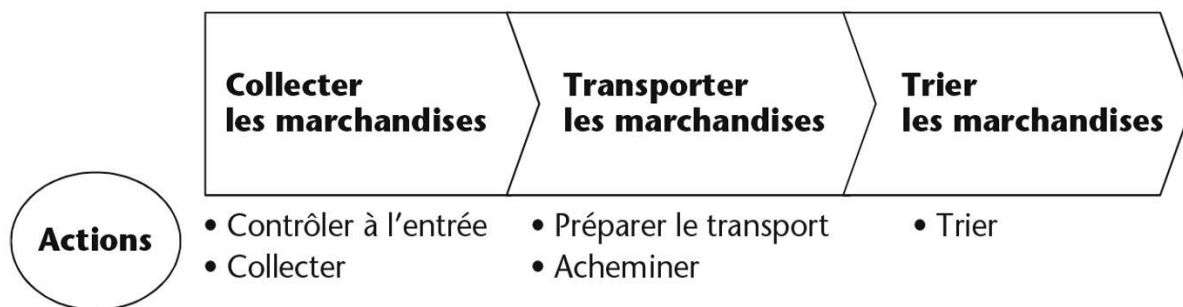 Collecter
les marchandises
Transporter
les marchandises
Trier
les marchandises
Actions
• Contrôler à l'entrée
• Collecter
• Préparer le transport
• Acheminer
• Trier